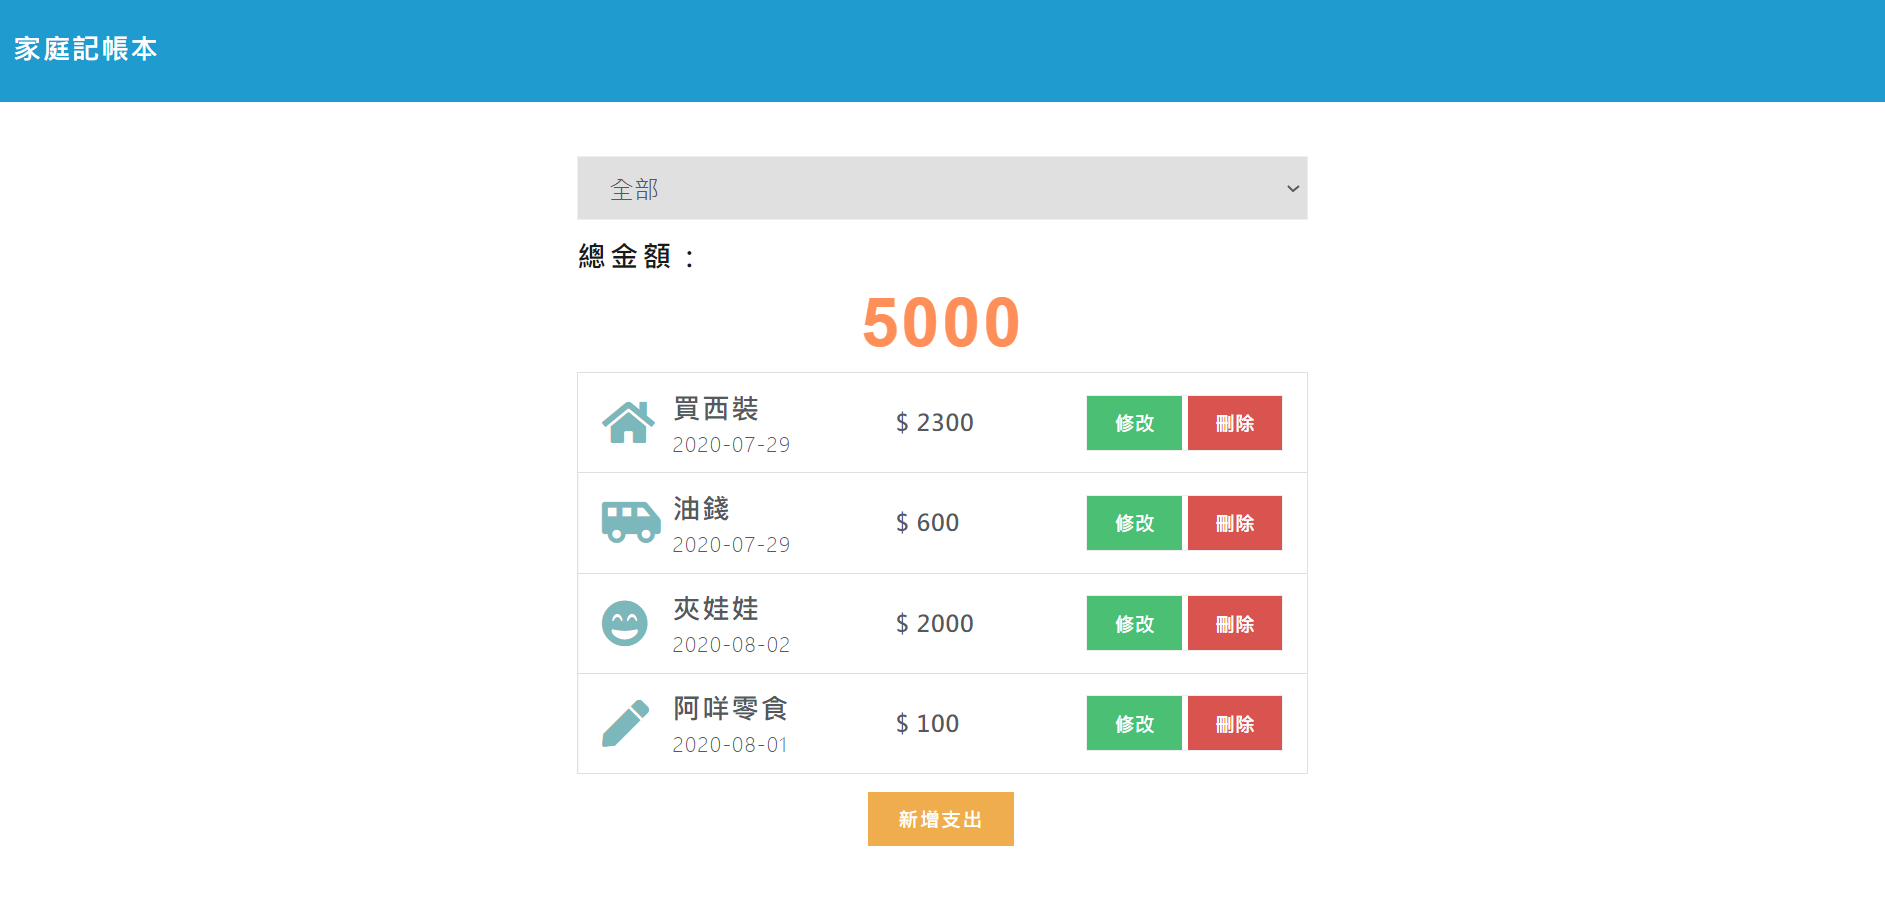 家庭記帳本
全部
總金額：
5000
買西裝
2020-07-29
$ 2300
修改 刪除
油錢
2020-07-29
$ 600
修改 刪除
夾娃娃
2020-08-02
$ 2000
修改 刪除
阿咩零食
2020-08-01
$ 100
修改 刪除
新增支出